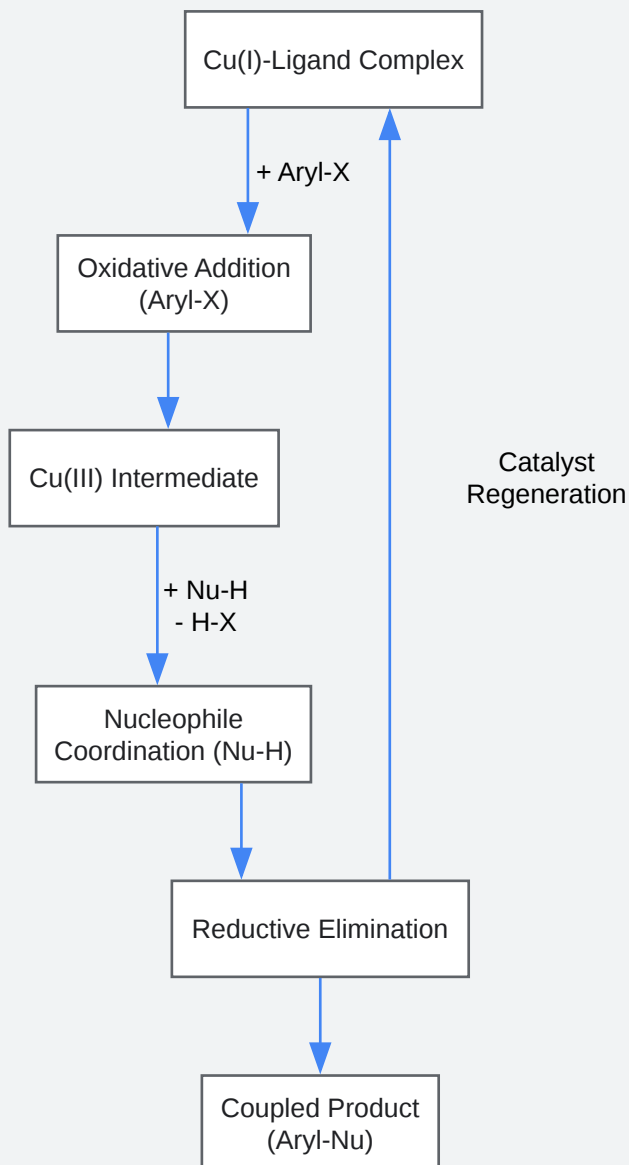 Cu(I)-Ligand Complex
+ Aryl-X
Oxidative Addition
(Aryl-X)
Cu(III) Intermediate
Catalyst
Regeneration
+ Nu-H
- H-X
Nucleophile
Coordination (Nu-H)
Reductive Elimination
Coupled Product
(Aryl-Nu)